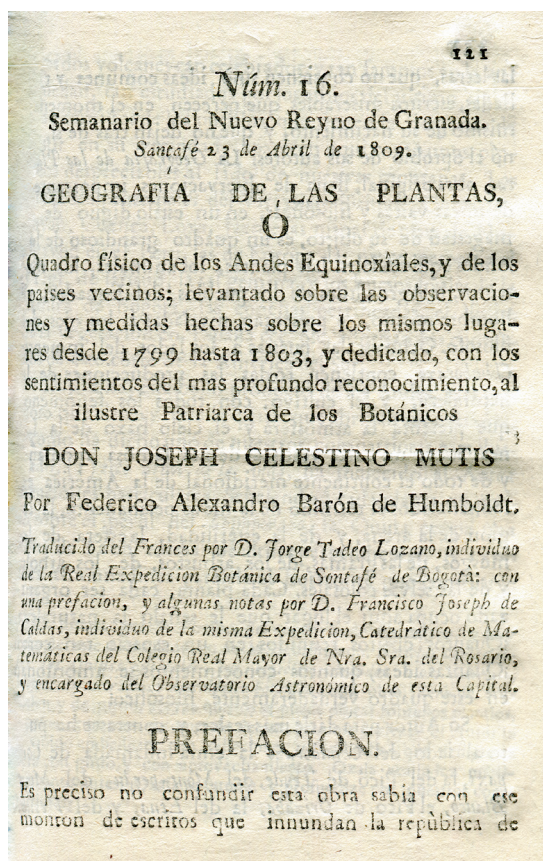 121
Núm. 16.
Semanario del Nuevo Reyno de Granada.
Santafé 23 de Abril de 1809.
GEOGRAFIA DE LAS PLANTAS,
Ó
Quadro físico de los Andes Equinoxîales, y de los
paises vecinos; levantado sobre las observacio-
nes y medidas hechas sobre los mismos luga-
res desde 1799 hasta 1803, y dedicado, con los
sentimientos del mas profundo reconocimiento, al
ilustre Patriarca de los Botánicos
DON JOSEPH CELESTINO MUTIS
Por Federico Alexandro Barón de Humboldt.
Traducido del Frances por D. Jorge Tadeo Lozano, individuo
de la Real Expedicion Botánica de Sontafé de Bogotà: con
una prefacion, y algunas notas por D. Francisco Joseph de
Caldas, individuo de la misma Expedicion, Catedrático de Ma-
temáticas del Colegio Real Mayor de Nra. Sra. del Rosario,
y encargado del Observatorio Astronómico de esta Capital.
PREFACION.
Es preciso no confundir esta obra sabia con ese
monton de escritos que innundan la repùblica de